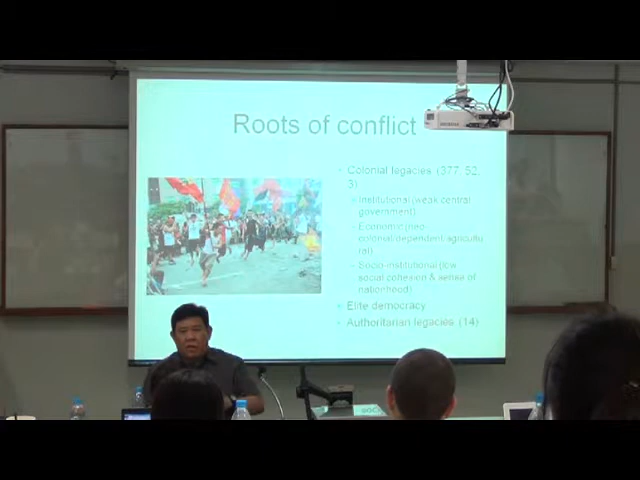 Roots of conflict
Colonial legacies (377, 52,
3)
Institutional (weak central
government)
Economic (neo-
colonial,dependent,agricultu
ral)
Socio-institutional (low
social cohesion & sense of
nationhood)
Elite democracy
Authoritarian legacies (14)